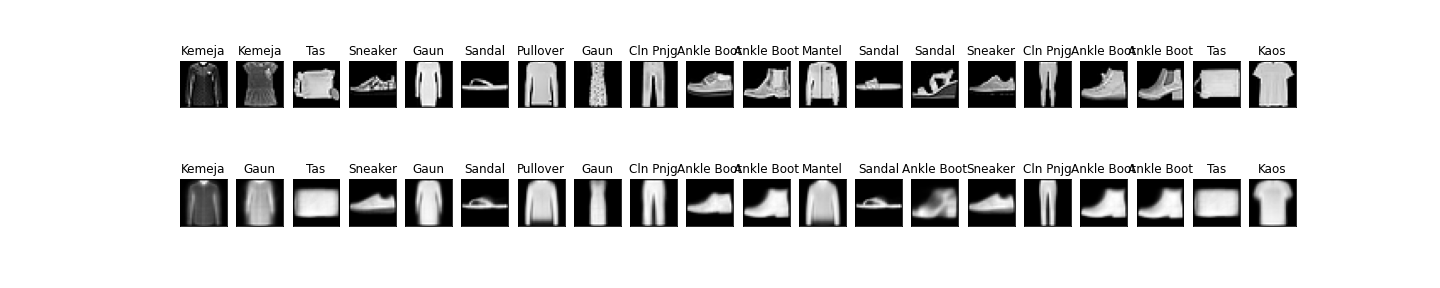 Kemeja Kemeja Tas Sneaker Gaun Sandal Pullover Gaun Cln Pnjg Ankle Boot Ankle Boot Mantel Sandal Sandal Sneaker Cln Pnjg Ankle Boot Ankle Boot Tas Kaos
Kemeja Gaun Tas Sneaker Gaun Sandal Pullover Gaun Cln Pnjg Ankle Boot Ankle Boot Mantel Sandal Ankle Boot Sneaker Cln Pnjg Ankle Boot Ankle Boot Tas Kaos